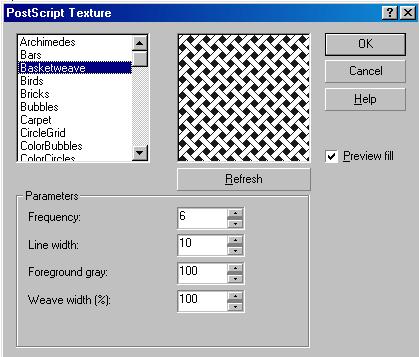 PostScript Texture
Archimedes
Bars
Basketweave
Birds
Bricks
Bubbles
Carpet
CircleGrid
ColorBubbles
ColorCircles
OK
Cancel
Help
Preview fill
Refresh
Parameters
Frequency: 6
Line width: 10
Foreground gray: 100
Weave width (%): 100